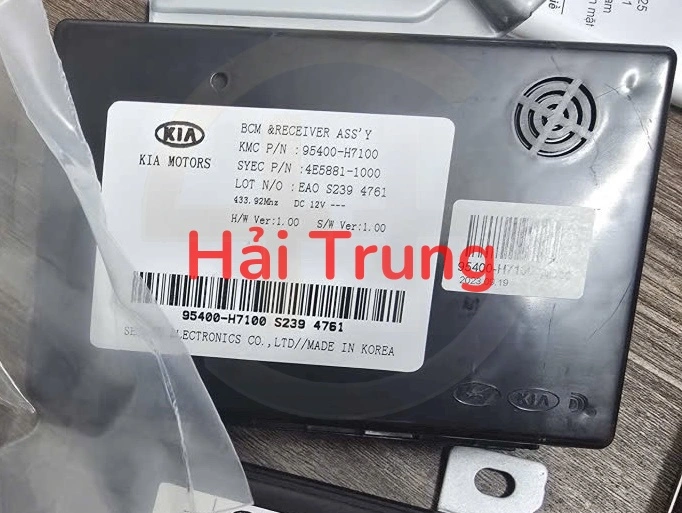 KIA
KIA MOTORS
BCM &RECEIVER ASS'Y
KMC P/N :95400-H7100
SYEC P/N :4E5881-1000
LOT N/O :EAO S239 4761
433.92Mhz DC 12V ---
H/W Ver:1.00 S/W Ver:1.00
Hải Trung
95400-H7100 S239 4761
ELECTRONICS CO.,LTD//MADE IN KOREA
2023
KIA